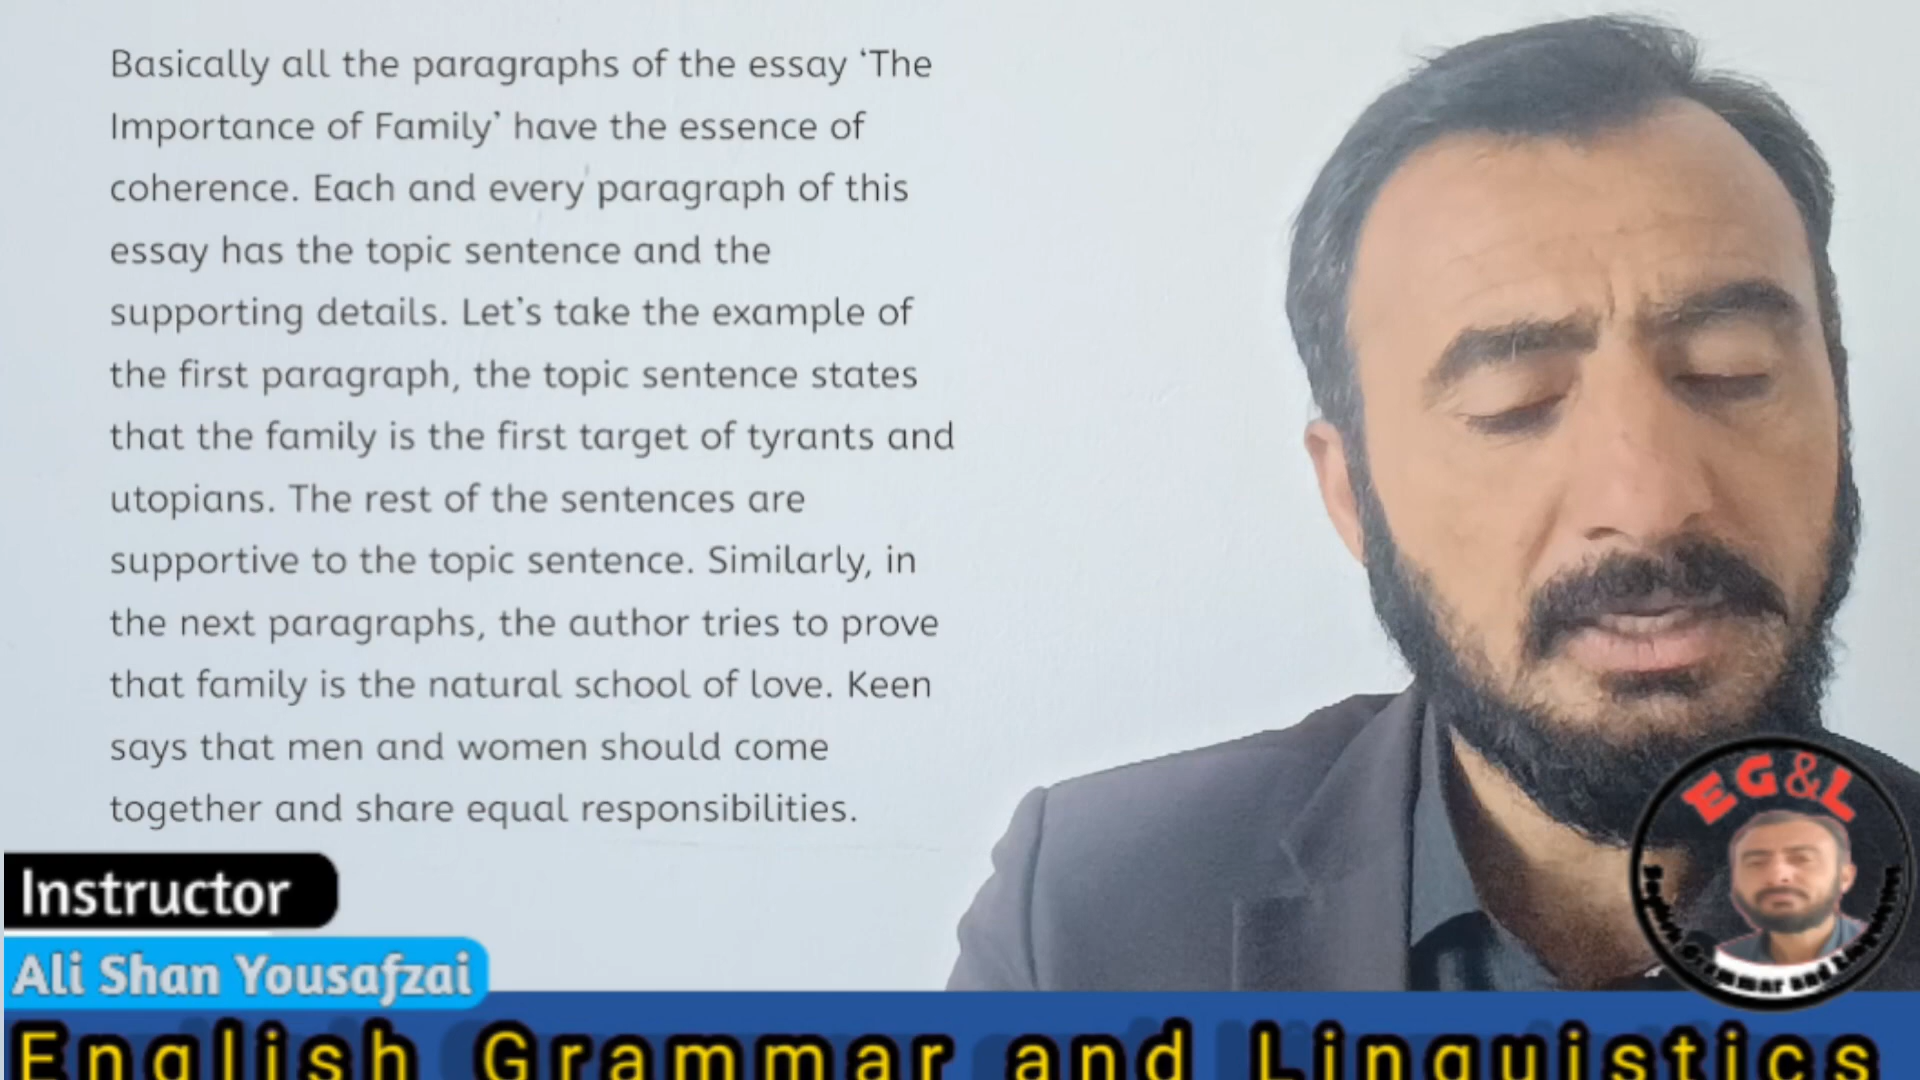 Basically all the paragraphs of the essay ‘The
Importance of Family’ have the essence of
coherence. Each and every paragraph of this
essay has the topic sentence and the
supporting details. Let’s take the example of
the first paragraph, the topic sentence states
that the family is the first target of tyrants and
utopians. The rest of the sentences are
supportive to the topic sentence. Similarly, in
the next paragraphs, the author tries to prove
that family is the natural school of love. Keen
says that men and women should come
together and share equal responsibilities.
EG&L
English Grammar and Linguistics
Instructor
Ali Shan Yousafzai
English Grammar and Linguistics